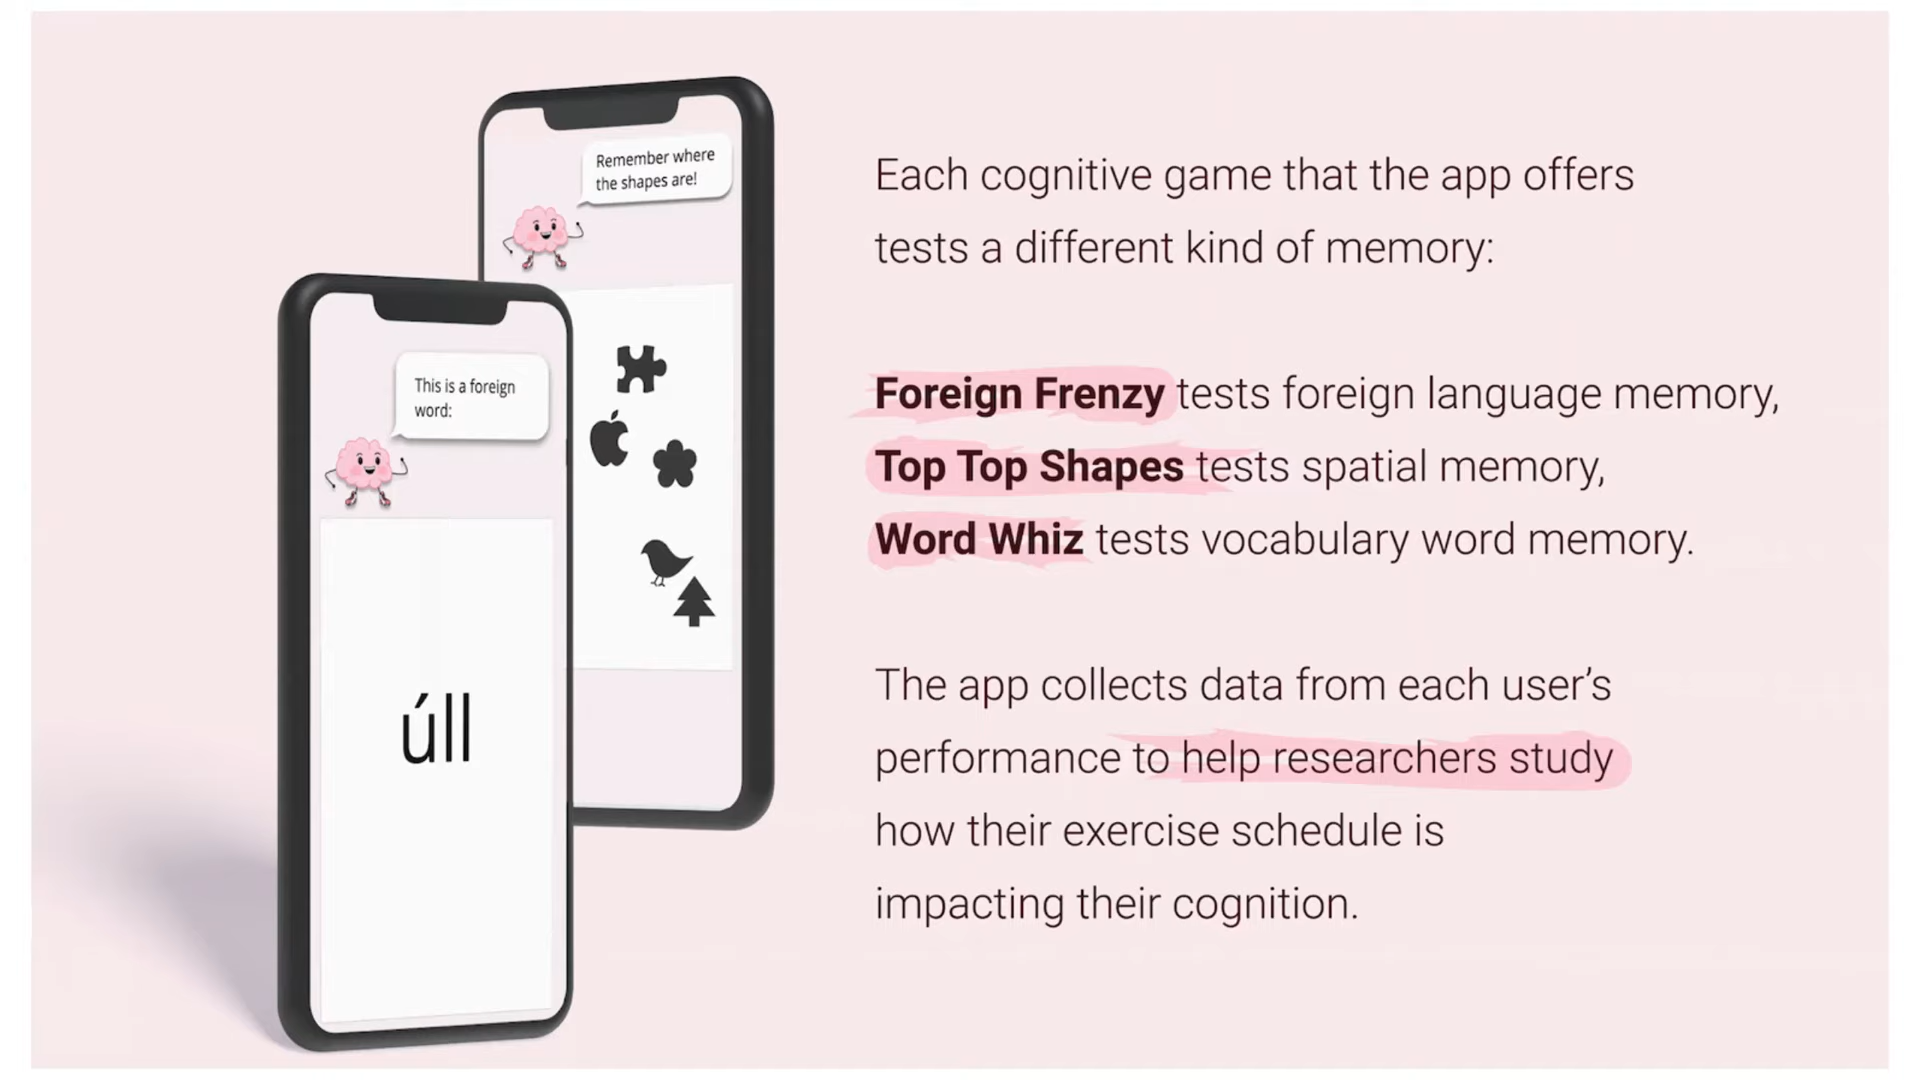 Remember where
the shapes are!
This is a foreign
word:
úll
Each cognitive game that the app offers
tests a different kind of memory:
Foreign Frenzy tests foreign language memory,
Top Top Shapes tests spatial memory,
Word Whiz tests vocabulary word memory.
The app collects data from each user’s
performance to help researchers study
how their exercise schedule is
impacting their cognition.